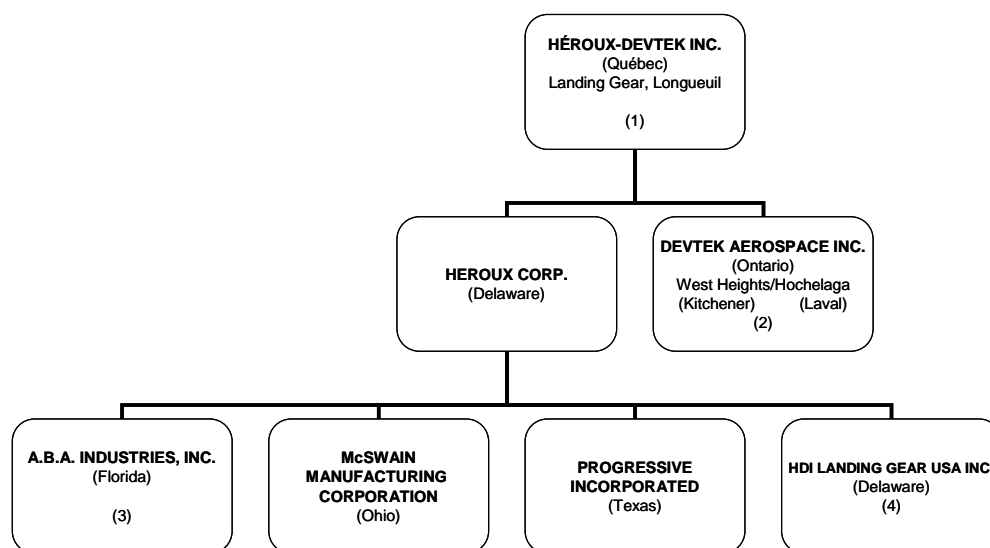 HÉROUX-DEVTEK INC.
(Québec)
Landing Gear, Longueuil
(1)
HEROUX CORP.
(Delaware)
DEVTEK AEROSPACE INC.
(Ontario)
West Heights/Hochelaga
(Kitchener) (Laval)
(2)
A.B.A. INDUSTRIES, INC.
(Florida)
(3)
McSWAIN
MANUFACTURING
CORPORATION
(Ohio)
PROGRESSIVE
INCORPORATED
(Texas)
HDI LANDING GEAR USA INC
(Delaware)
(4)